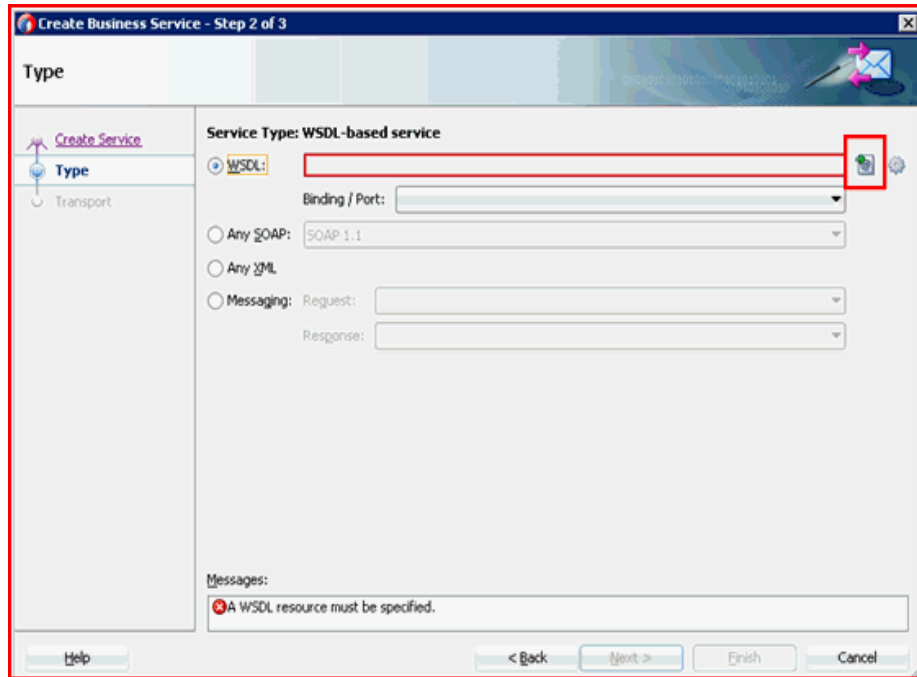 Create Business Service - Step 2 of 3
Type
Create Service
Type
Transport
Service Type: WSDL-based service
WSDL:
Binding / Port:
Any SOAP: SOAP 1.1
Any XML
Messaging: Request:
Response:
Messages:
A WSDL resource must be specified.
Help < Back Next > Finish Cancel